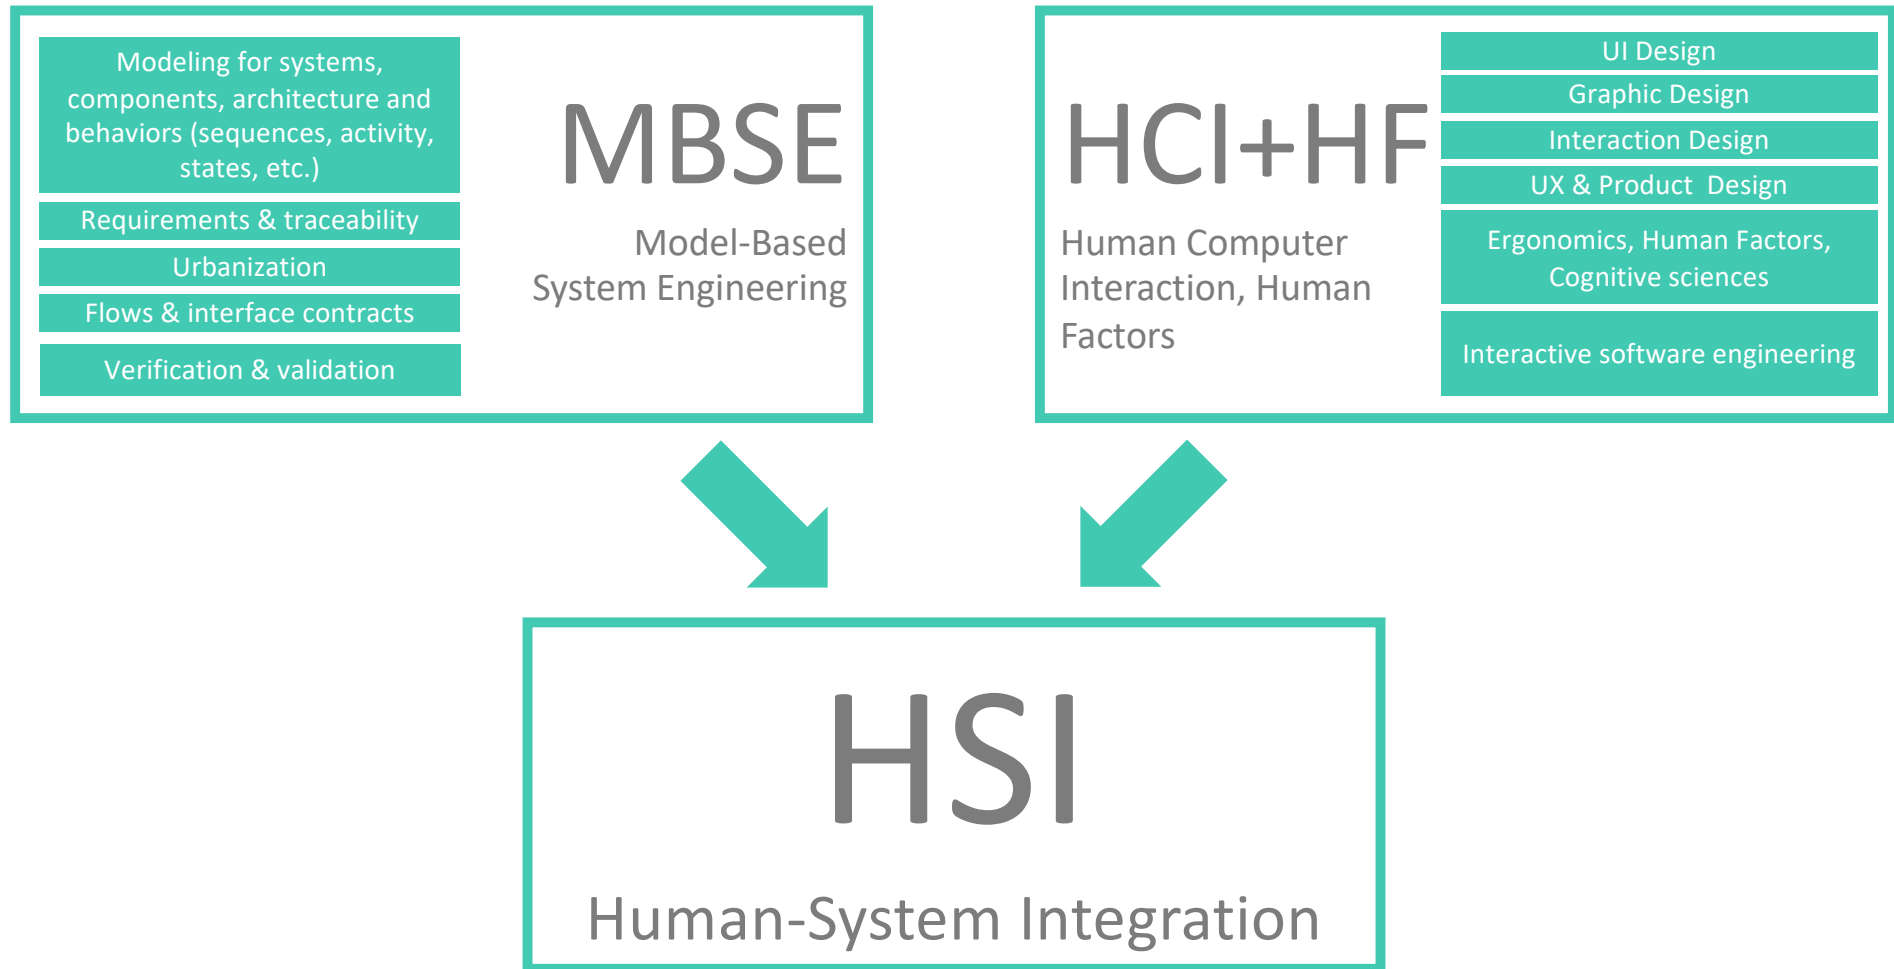 Modeling for systems,
components, architecture and
behaviors (sequences, activity,
states, etc.)
Requirements & traceability
Urbanization
Flows & interface contracts
Verification & validation
MBSE
Model-Based
System Engineering
HCI+HF
Human Computer
Interaction, Human
Factors
UI Design
Graphic Design
Interaction Design
UX & Product  Design
Ergonomics, Human Factors,
Cognitive sciences
Interactive software engineering
HSI
Human-System Integration